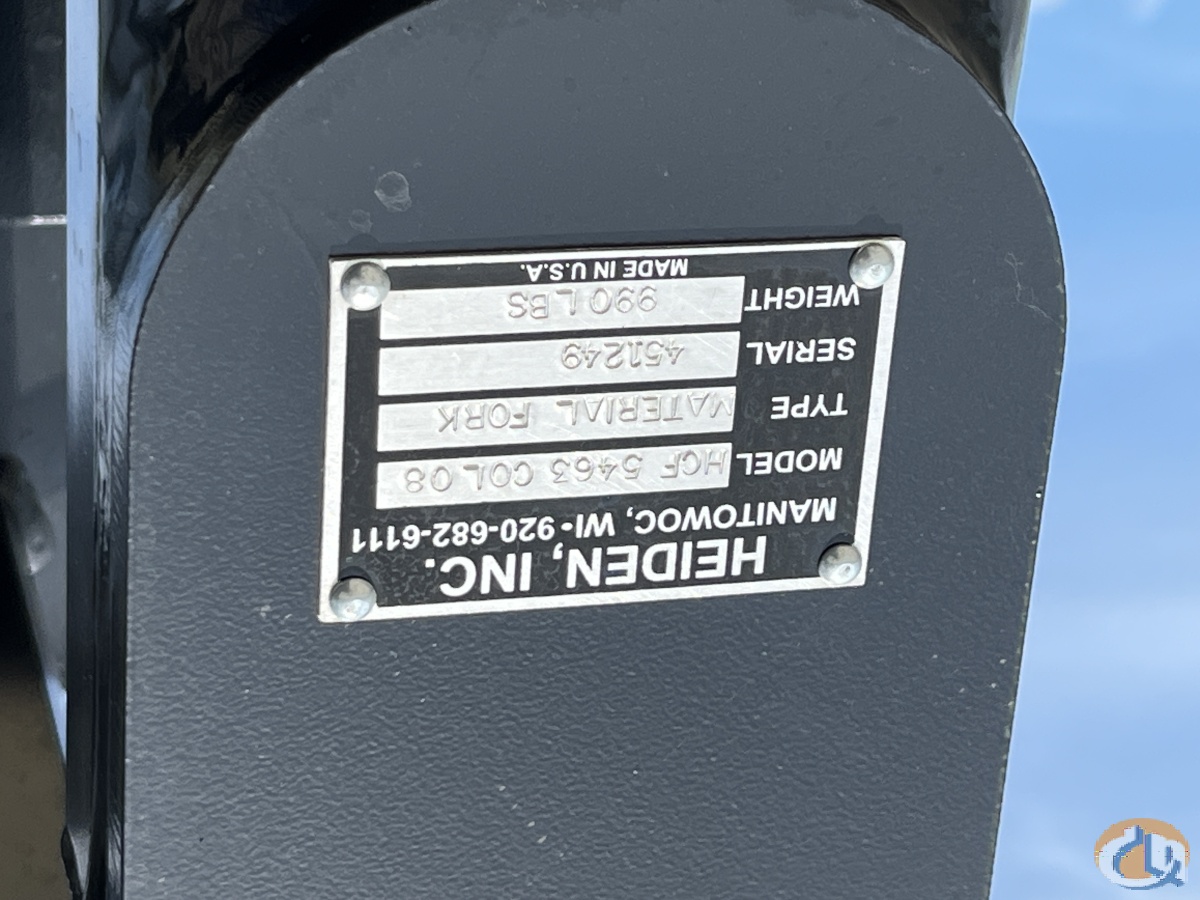 HEIDEN, INC.
MANITOWOC, WI - 920-682-6111
MODEL HGF 5463 COL 08
TYPE MATERIAL FORK
SERIAL 451249
WEIGHT 990 LBS
MADE IN U.S.A.